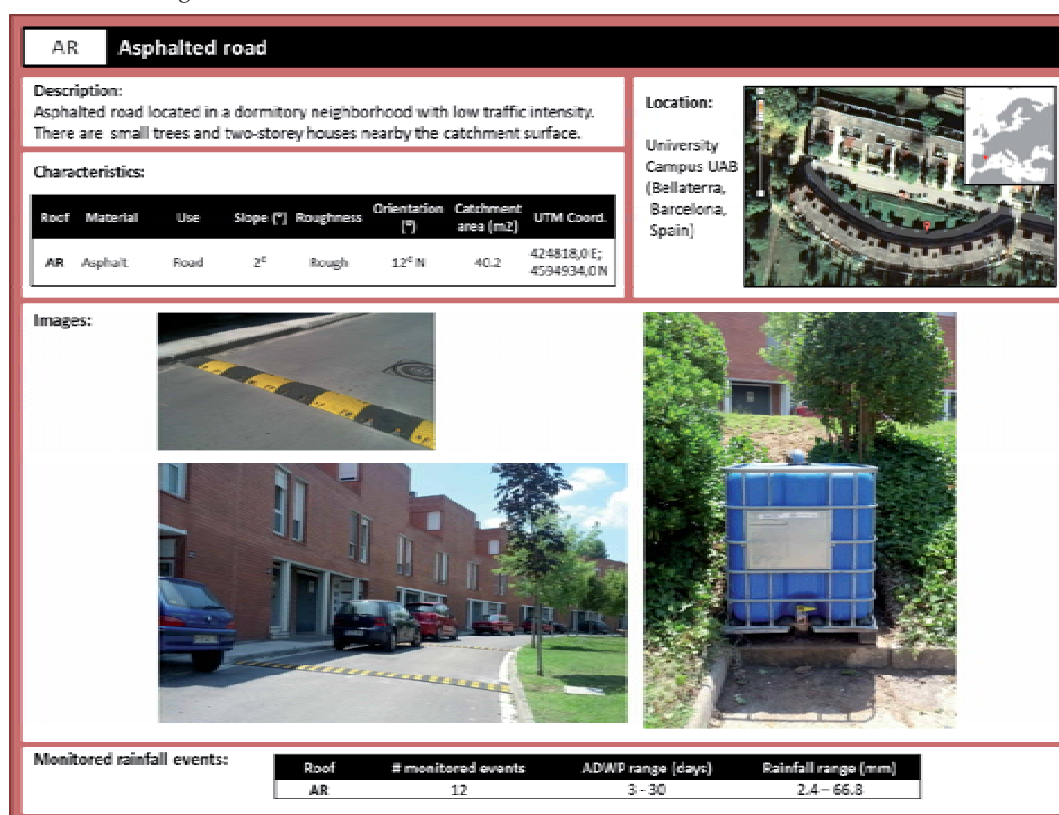 AR Asphalted road
Description:
Asphalted road located in a dormitory neighborhood with low traffic intensity.
There are small trees and two-storey houses nearby the catchment surface.
Location:
University
Campus UAB
(Bellaterra,
Barcelona,
Spain)
Characteristics:
Roof Material Use Slope (°) Roughness Orientation (°) Catchment area (m2) UTM Coord.
AR Asphalt Road 2º Rough 12º N 40.2 424818,0 E; 4594934,0 N
Images:
Monitored rainfall events:
Roof # monitored events ADWP range (days) Rainfall range (mm)
AR 12 3 - 30 2.4 – 66.8